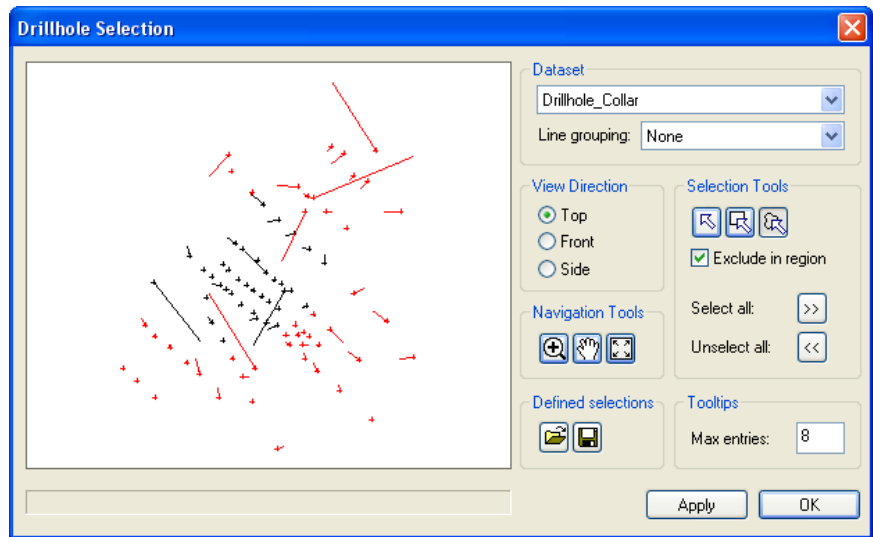 Drillhole Selection
Dataset
Drillhole_Collar
Line grouping: None
View Direction
Top
Front
Side
Selection Tools
Exclude in region
Select all: >>
Unselect all: <<
Navigation Tools
Defined selections
Tooltips
Max entries: 8
Apply OK